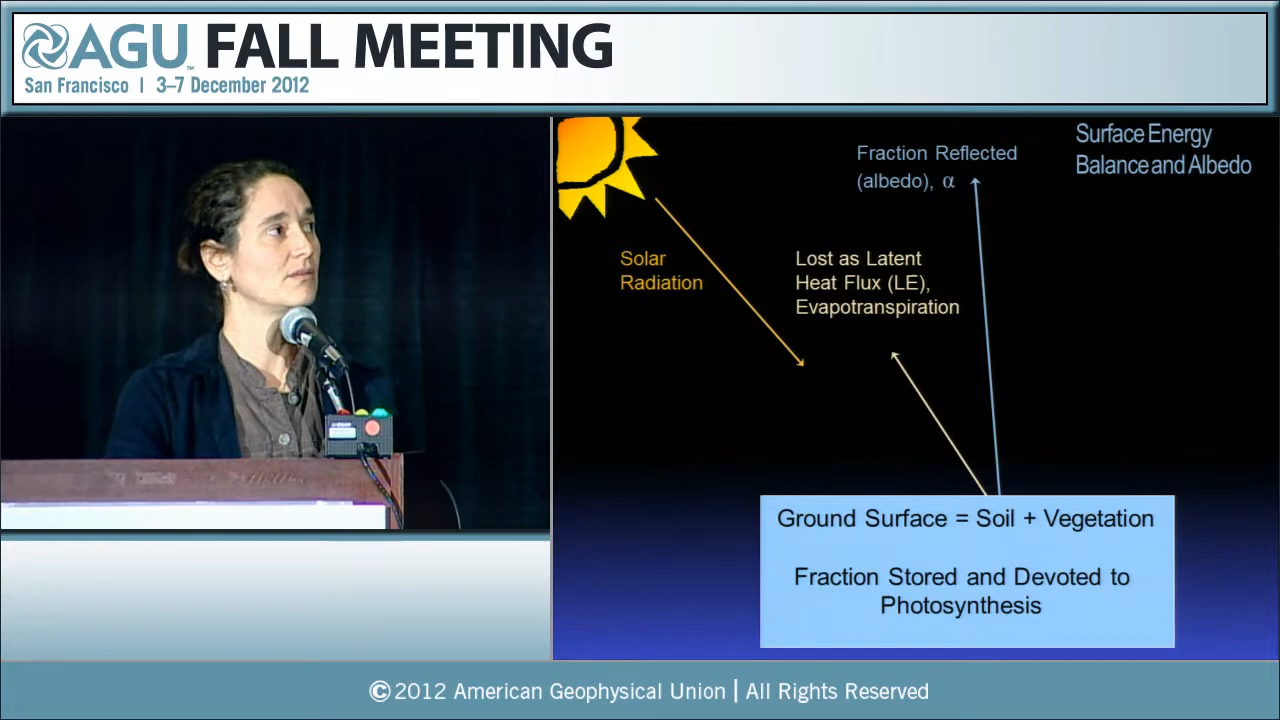 AGU FALL MEETING
San Francisco | 3–7 December 2012
Surface Energy
Balance and Albedo
Fraction Reflected
(albedo), α
Solar
Radiation
Lost as Latent
Heat Flux (LE),
Evapotranspiration
Ground Surface = Soil + Vegetation
Fraction Stored and Devoted to
Photosynthesis
©2012 American Geophysical Union | All Rights Reserved